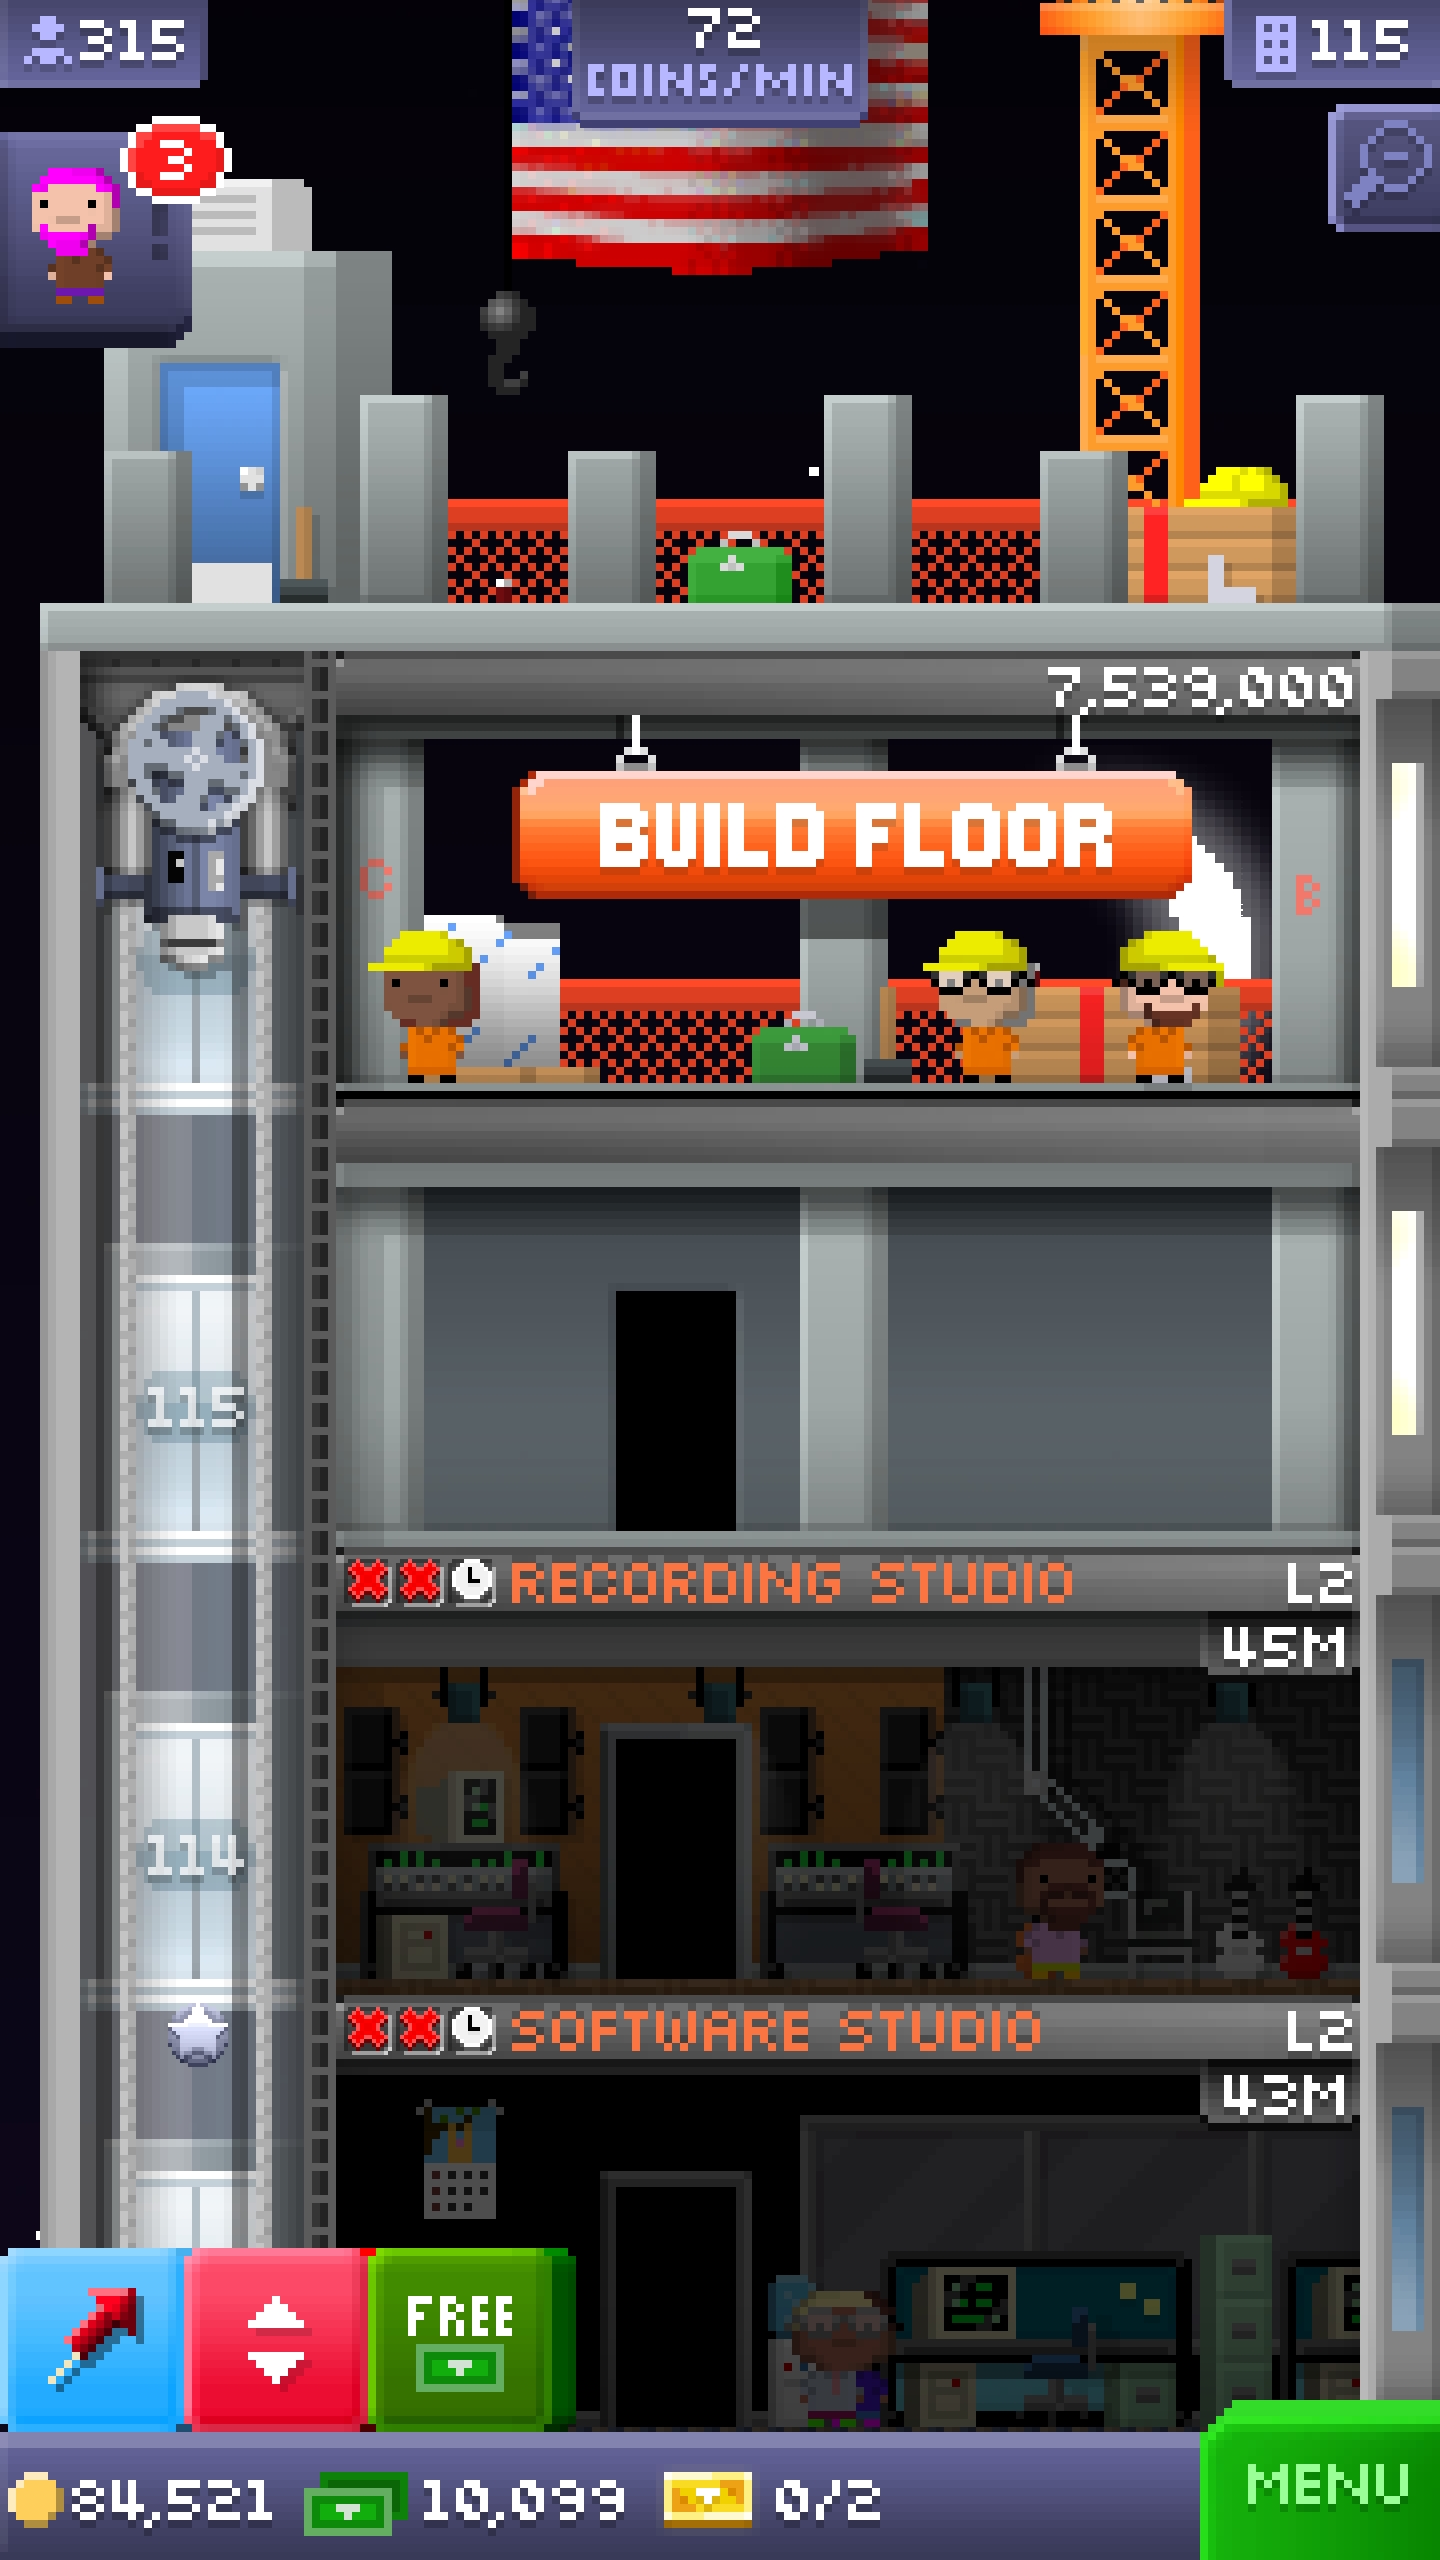 315
72
COINS/MIN
115
3
7,539,000
BUILD FLOOR
C
B
115
RECORDING STUDIO L2
45M
114
SOFTWARE STUDIO L2
43M
FREE
84,521 10,099 0/2
MENU